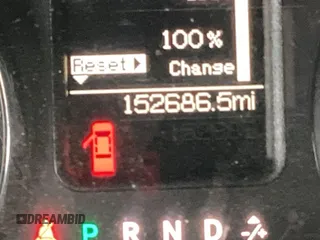 100%
Reset Change
152686.5mi
DREAMBID
P R N D